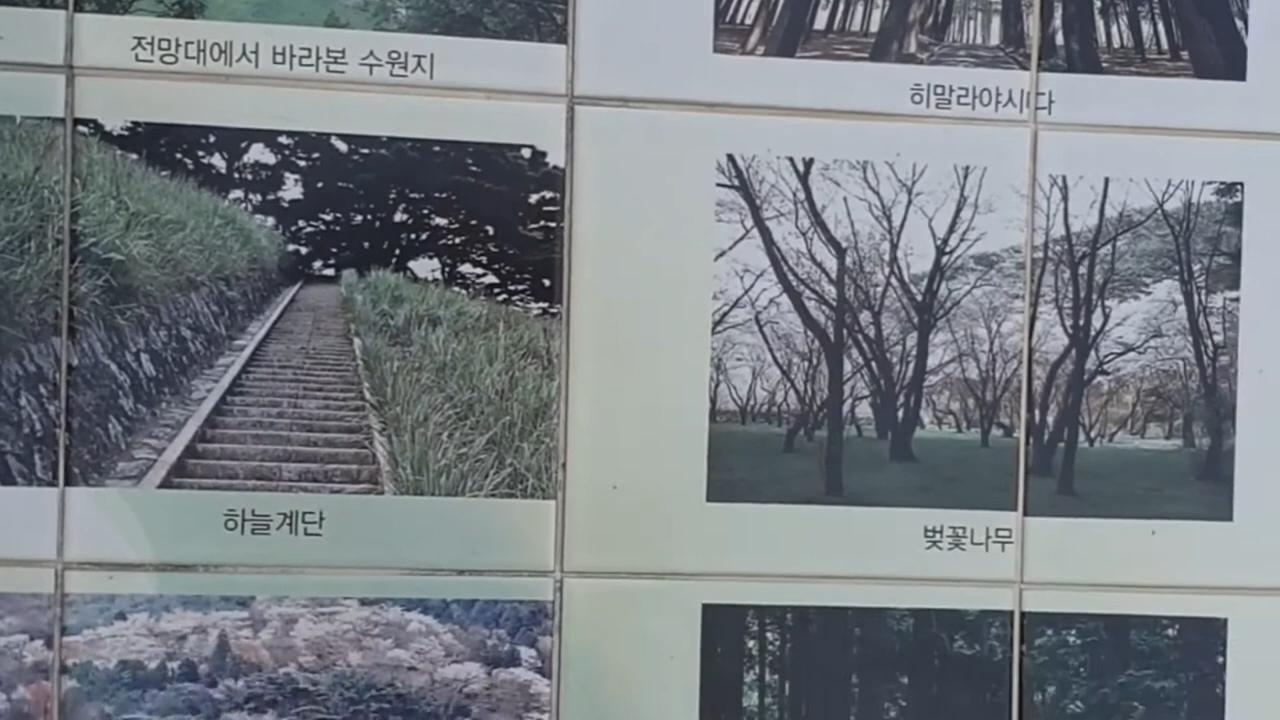 전망대에서 바라본 수원지
히말라야시다
하늘계단
벚꽃나무